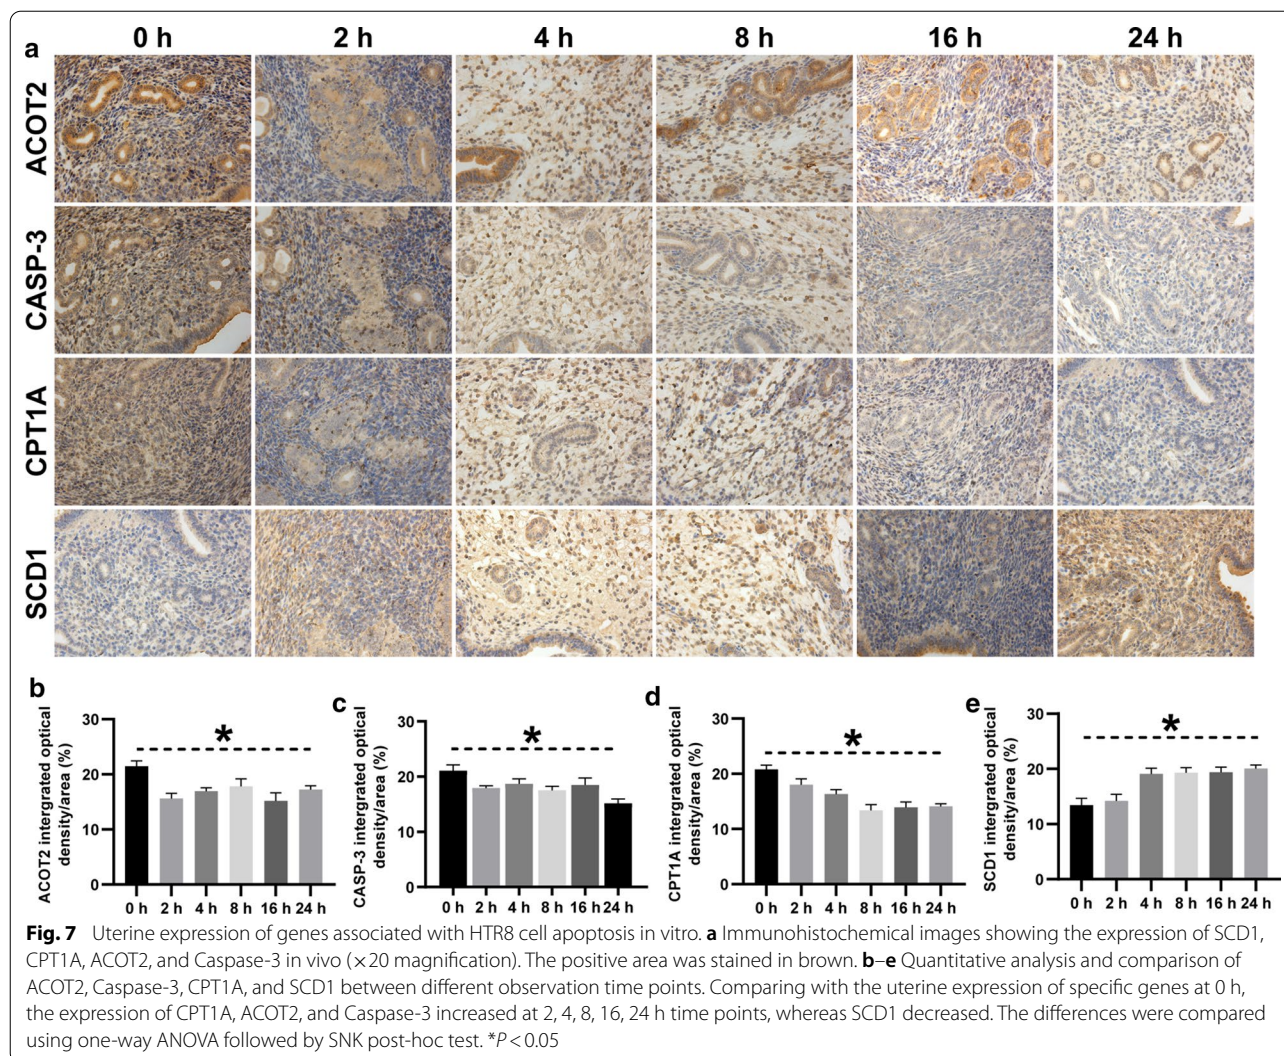 a
0 h 2 h 4 h 8 h 16 h 24 h
ACOT2
CASP-3
CPT1A
SCD1
b
ACOT2 intergrated optical
density/area (%)
30
20
10
0
*
0 h 2 h 4 h 8 h 16 h 24 h
c
CASP-3 intergrated optical
density/area (%)
30
20
10
0
*
0 h 2 h 4 h 8 h 16 h 24 h
d
CPT1A intergrated optical
density/area (%)
30
20
10
0
*
0 h 2 h 4 h 8 h 16 h 24 h
e
SCD1 intergrated optical
density/area (%)
30
20
10
0
*
0 h 2 h 4 h 8 h 16 h 24 h
Fig. 7 Uterine expression of genes associated with HTR8 cell apoptosis in vitro. a Immunohistochemical images showing the expression of SCD1,
CPT1A, ACOT2, and Caspase-3 in vivo (×20 magnification). The positive area was stained in brown. b–e Quantitative analysis and comparison of
ACOT2, Caspase-3, CPT1A, and SCD1 between different observation time points. Comparing with the uterine expression of specific genes at 0 h,
the expression of CPT1A, ACOT2, and Caspase-3 increased at 2, 4, 8, 16, 24 h time points, whereas SCD1 decreased. The differences were compared
using one-way ANOVA followed by SNK post-hoc test. *P < 0.05